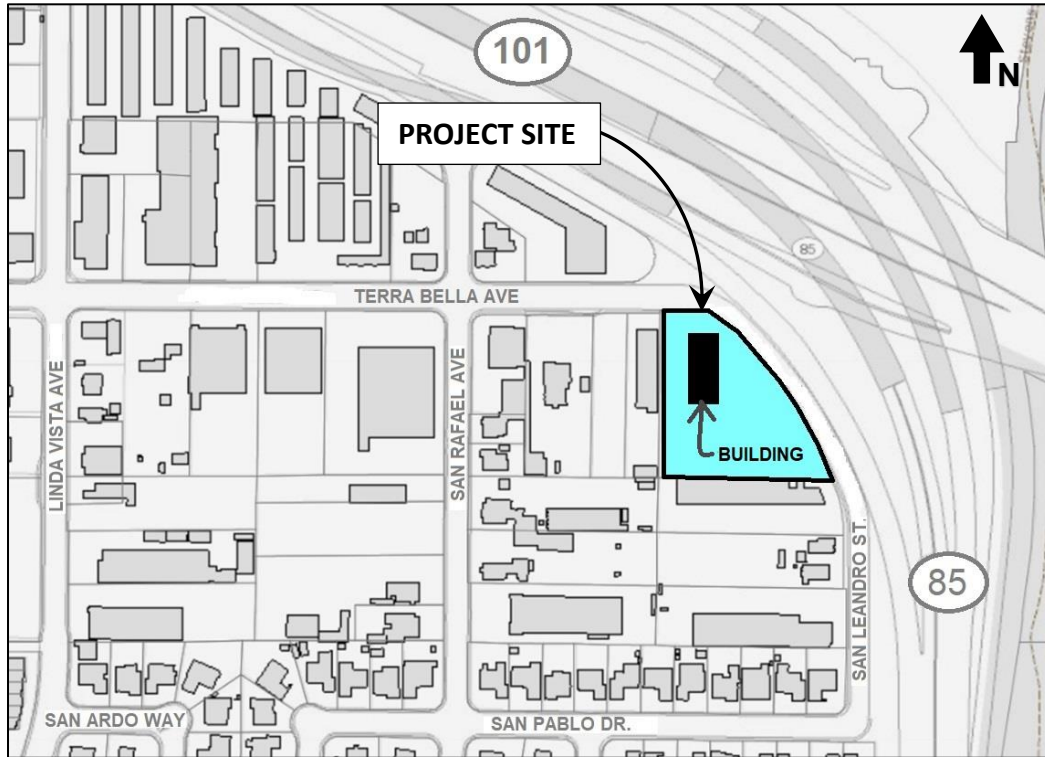 101
N
PROJECT SITE
85
TERRA BELLA AVE
LINDA VISTA AVE
SAN RAFAEL AVE
BUILDING
SAN LEANDRO ST.
85
SAN ARDO WAY
SAN PABLO DR.